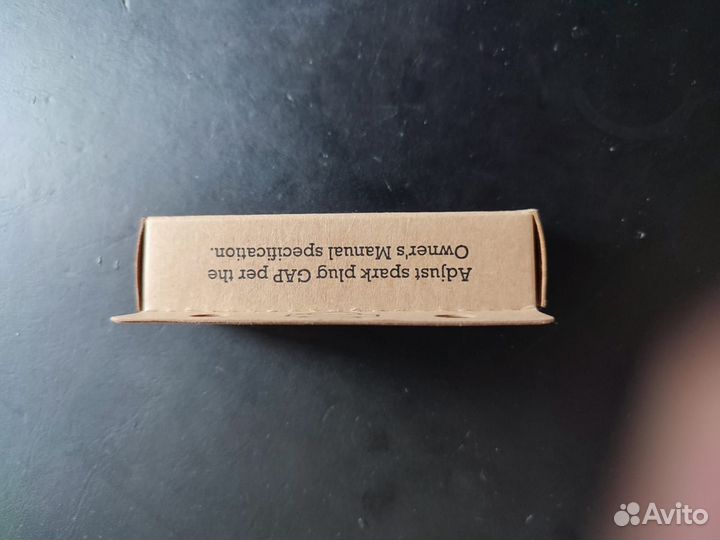 Adjust spark plug GAP per the
Owner's Manual specification.
Avito